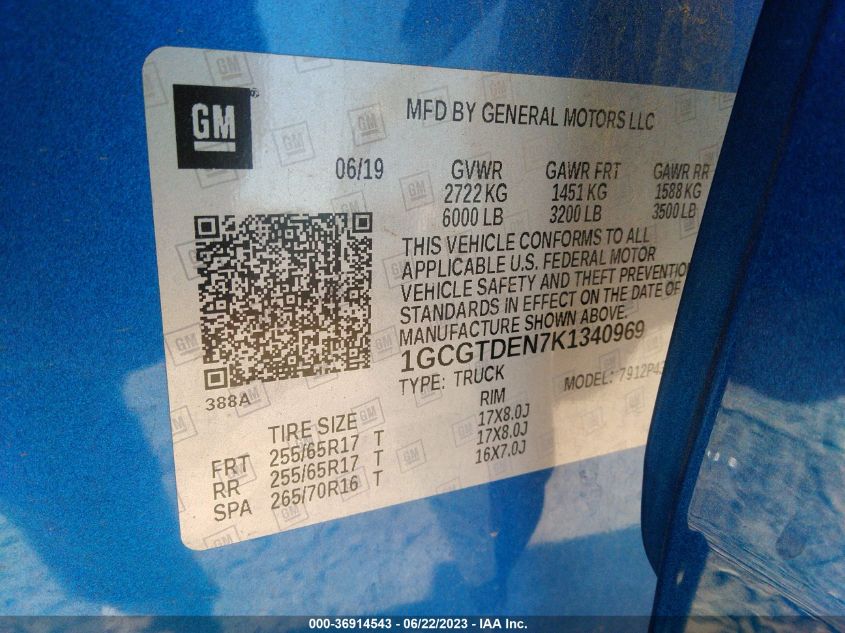 GM
MFD BY GENERAL MOTORS LLC
06/19 GVWR GAWR FRT GAWR RR
2722 KG 1451 KG 1588 KG
6000 LB 3200 LB 3500 LB
THIS VEHICLE CONFORMS TO ALL
APPLICABLE U.S. FEDERAL MOTOR
VEHICLE SAFETY AND THEFT PREVENTION
STANDARDS IN EFFECT ON THE DATE OF
MANUFACTURE SHOWN ABOVE.
1GCGTDEN7K1340969
TYPE: TRUCK MODEL: 7912P43
388A
TIRE SIZE RIM
FRT 255/65R17 T 17X8.0J
RR 255/65R17 T 17X8.0J
SPA 265/70R16 T 16X7.0J
000-36914543 - 06/22/2023 - IAA Inc.